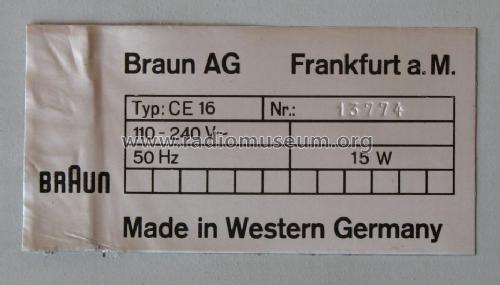 Braun AG Frankfurt a. M.
Typ: CE 16 Nr.: 13774
110 - 240 V~
www.radiomuseum.org
50 Hz 15 W
BRAUN
Made in Western Germany